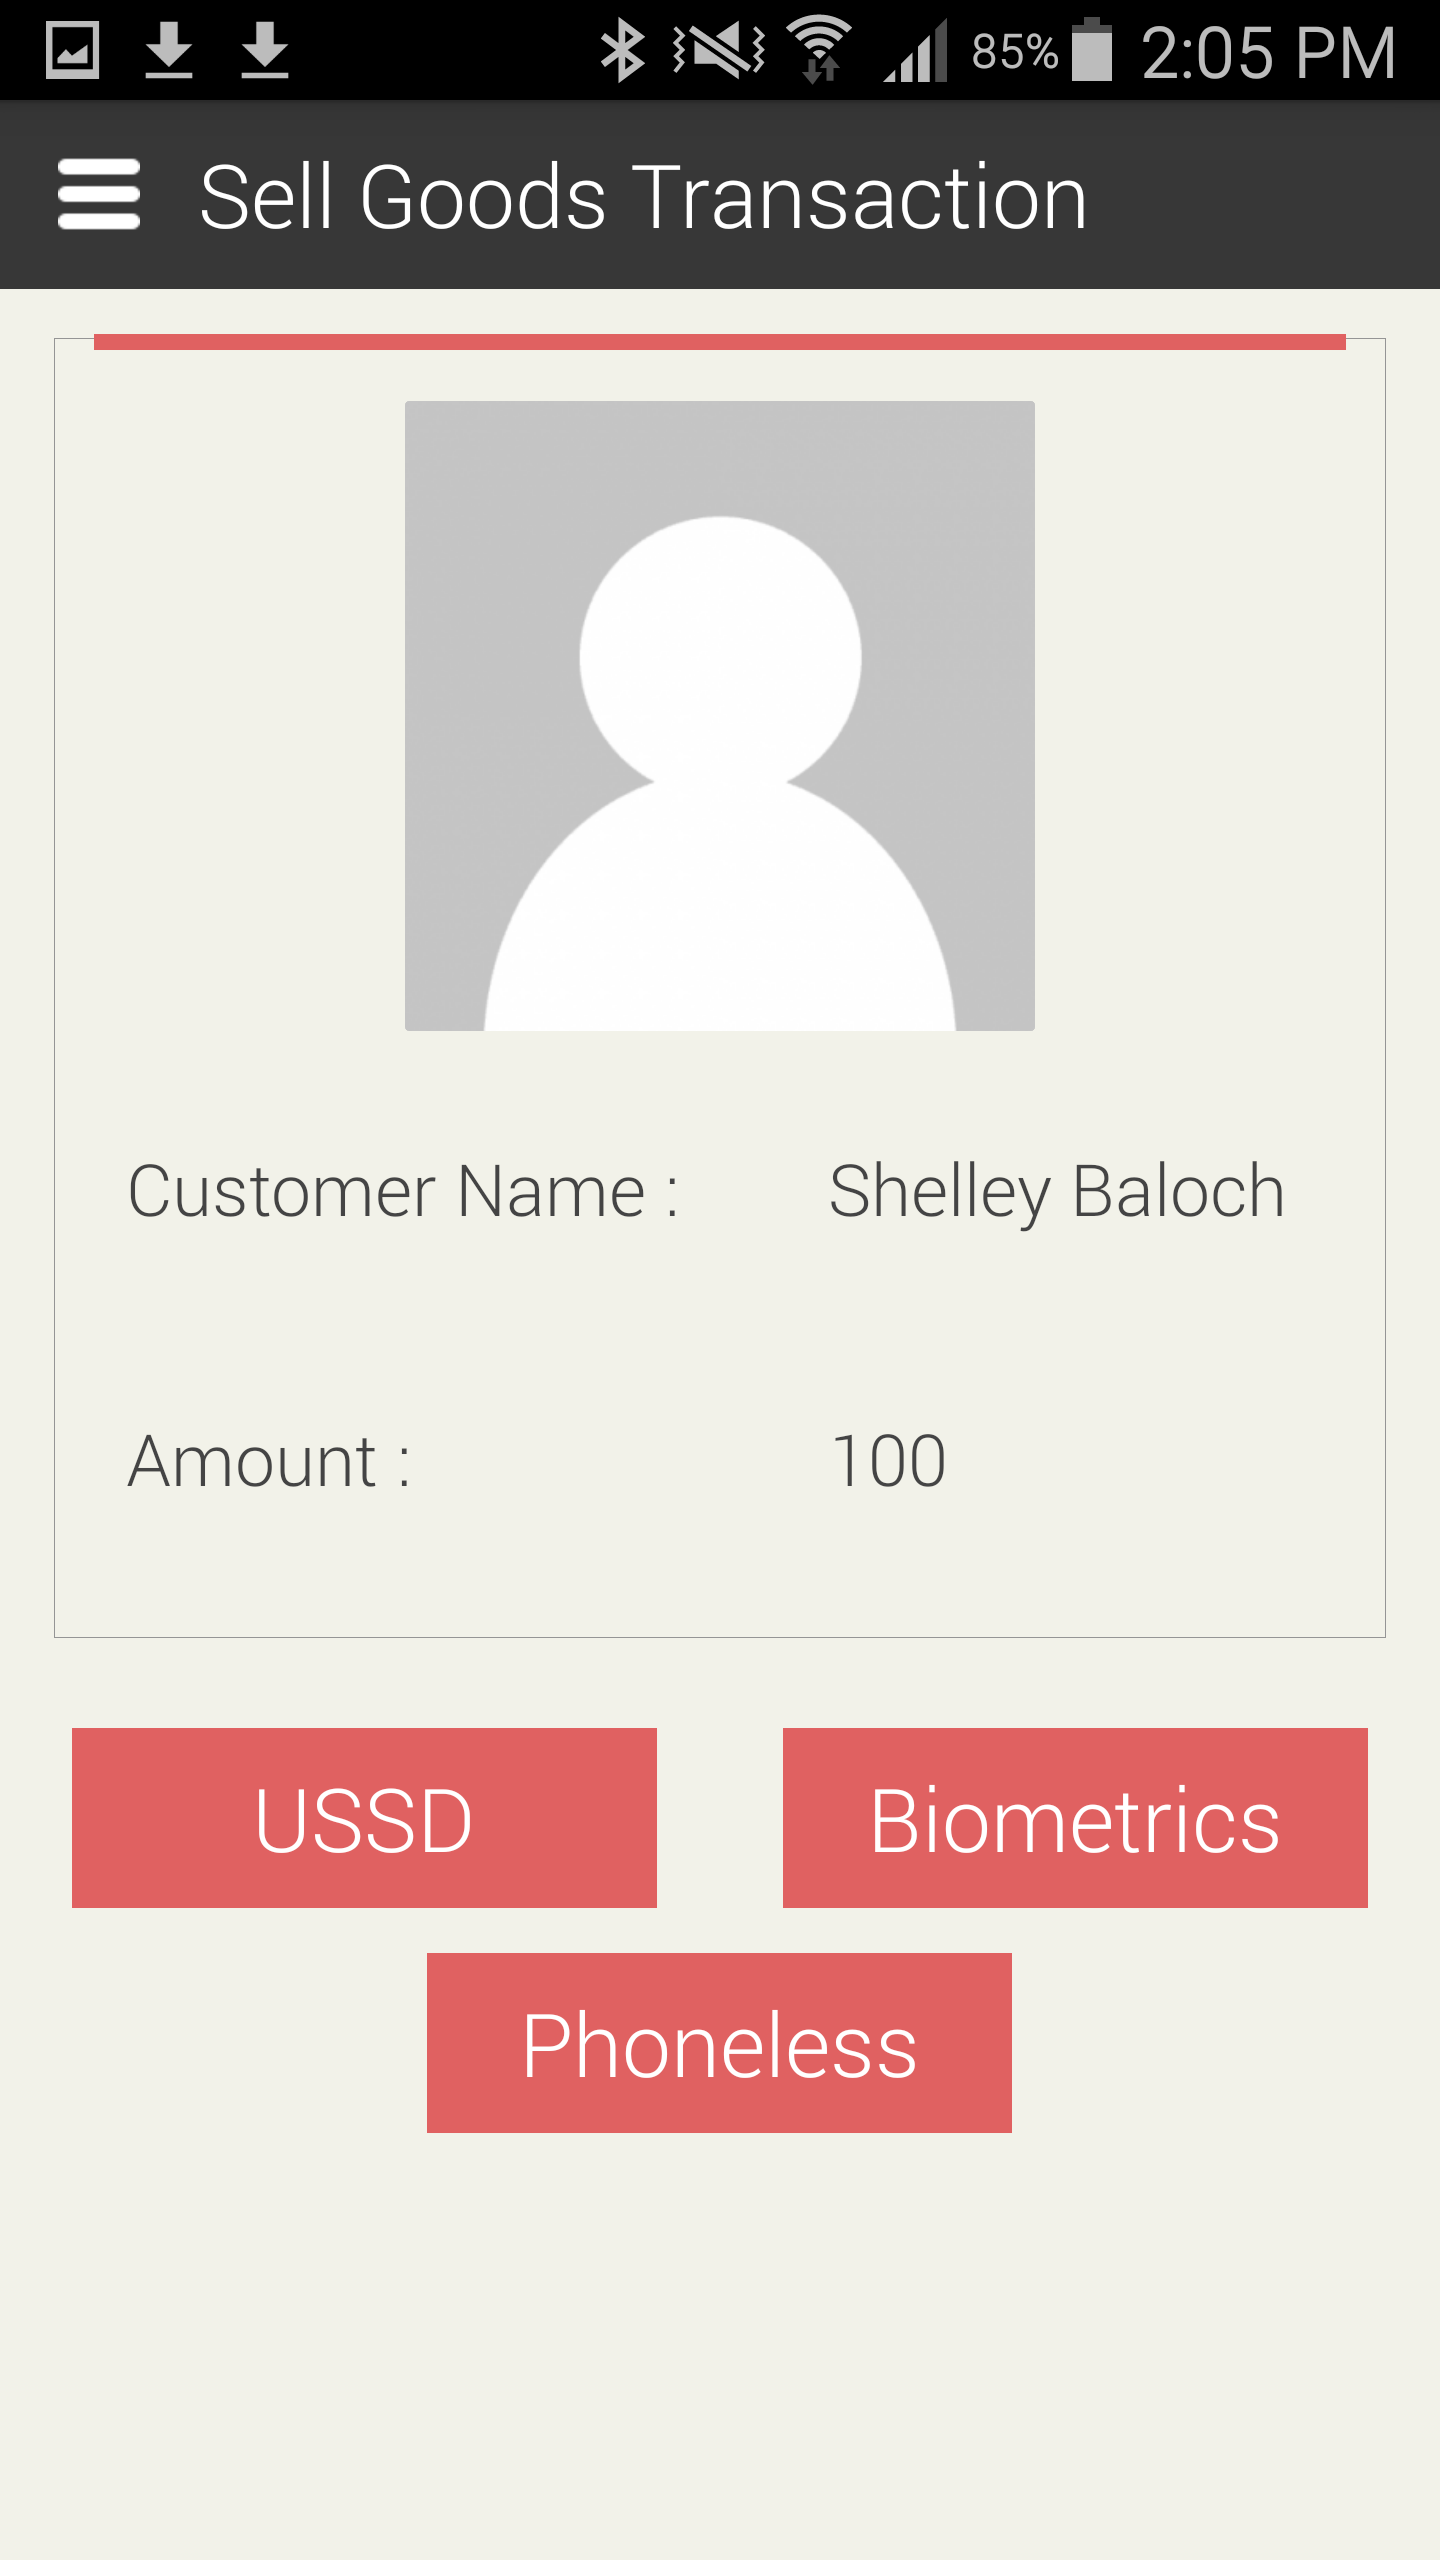 85% 2:05 PM
Sell Goods Transaction
Customer Name : Shelley Baloch
Amount : 100
USSD Biometrics
Phoneless